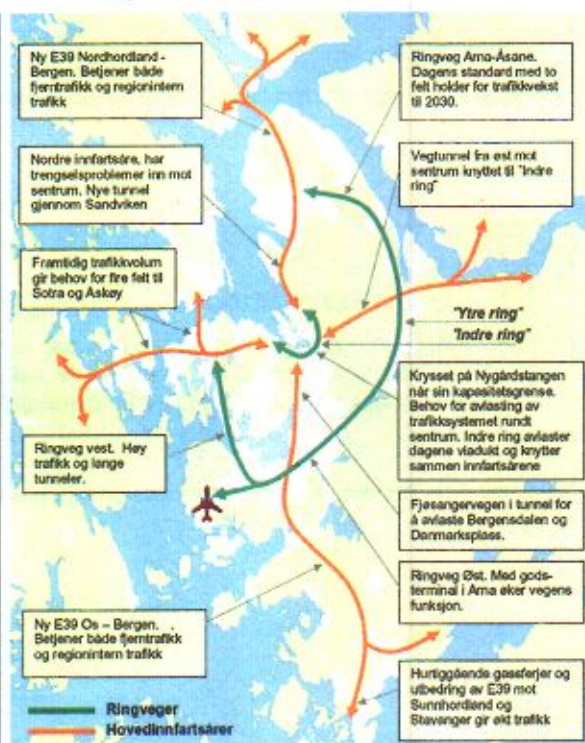 Ny E39 Nordhordland -
Bergen. Betjener både
fjerntrafikk og regionintern
trafikk
Nordre innfartsåre, har
trengselsproblemer inn mot
sentrum. Nye tunnel
gjennom Sandviken
Framtidig trafikkvolum
gir behov for fire felt til
Sotra og Askøy
Ringveg vest. Høy
trafikk og lange
tunneler.
Ny E39 Os – Bergen.
Betjener både fjerntrafikk
og regionintern trafikk
Ringveger
Hovedinnfartsårer
Ringveg Arna-Åsane.
Dagens standard med to
felt holder for trafikkvekst
til 2030.
Vegtunnel fra øst mot
sentrum knyttet til "Indre
ring"
"Ytre ring"
"Indre ring"
Krysset på Nygårdstangen
når sin kapasitetsgrense.
Behov for avlasting av
trafikksystemet rundt
sentrum. Indre ring avlaster
dagens viadukt og knytter
sammen innfartsårene
Fjøsangervegen i tunnel for
å avlaste Bergensdalen og
Danmarksplass.
Ringveg Øst. Med gods-
terminal i Arna øker vegens
funksjon.
Hurtiggående gassferjer og
utbedring av E39 mot
Sunnhordland og
Stavanger gir økt trafikk